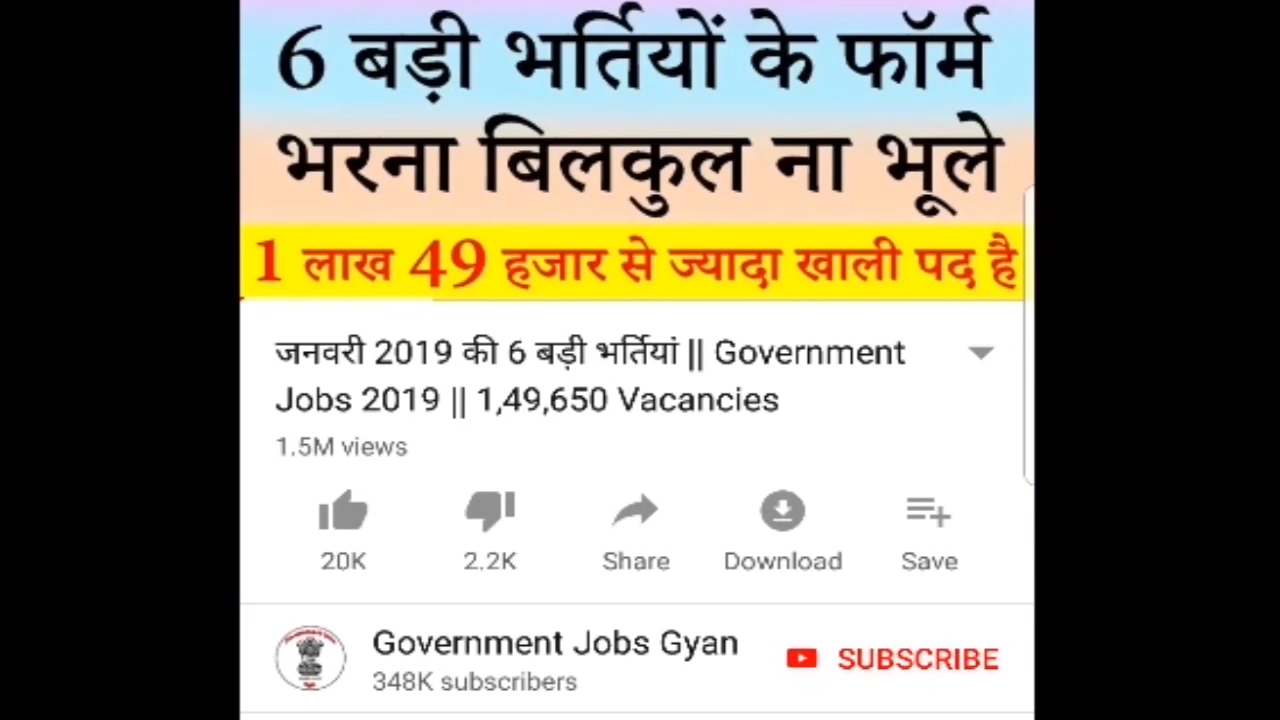 6 बड़ी भर्तियों के फॉर्म
भरना बिलकुल ना भूले
1 लाख 49 हजार से ज्यादा खाली पद है
जनवरी 2019 की 6 बड़ी भर्तियां || Government
Jobs 2019 || 1,49,650 Vacancies
1.5M views
20K
2.2K
Share
Download
Save
Government Jobs Gyan
SUBSCRIBE
348K subscribers